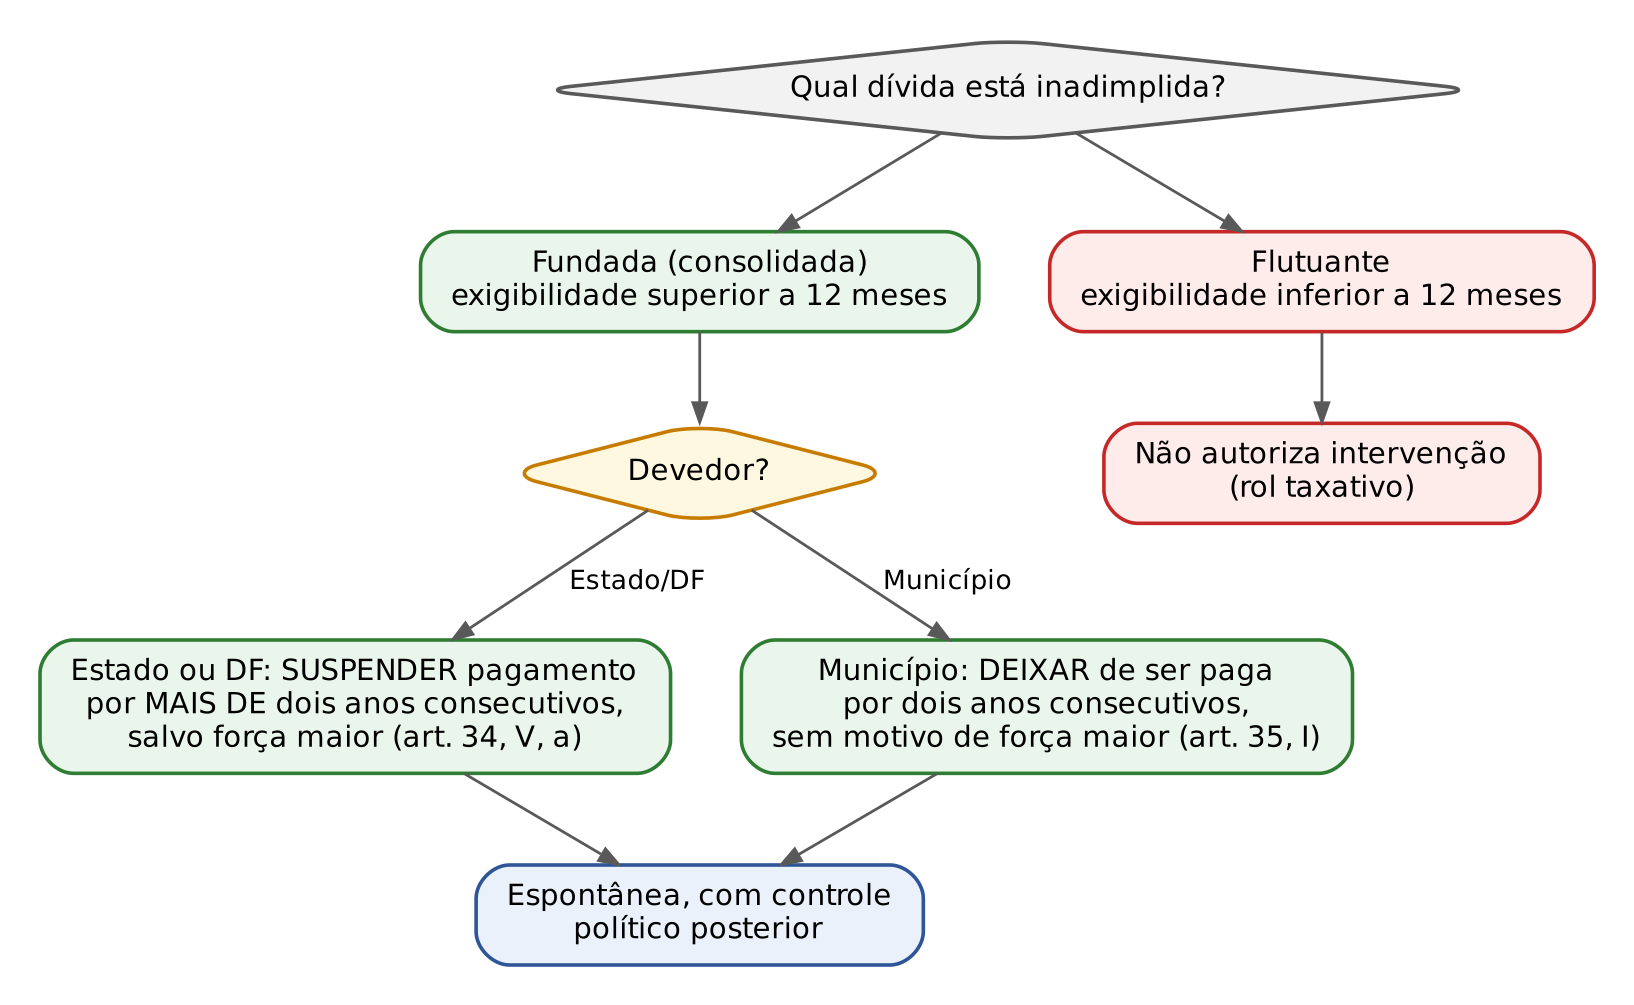 Qual dívida está inadimplida?
Fundada (consolidada)
exigibilidade superior a 12 meses
Flutuante
exigibilidade inferior a 12 meses
Devedor?
Não autoriza intervenção
(rol taxativo)
Estado/DF
Município
Estado ou DF: SUSPENDER pagamento
por MAIS DE dois anos consecutivos,
salvo força maior (art. 34, V, a)
Município: DEIXAR de ser paga
por dois anos consecutivos,
sem motivo de força maior (art. 35, I)
Espontânea, com controle
político posterior